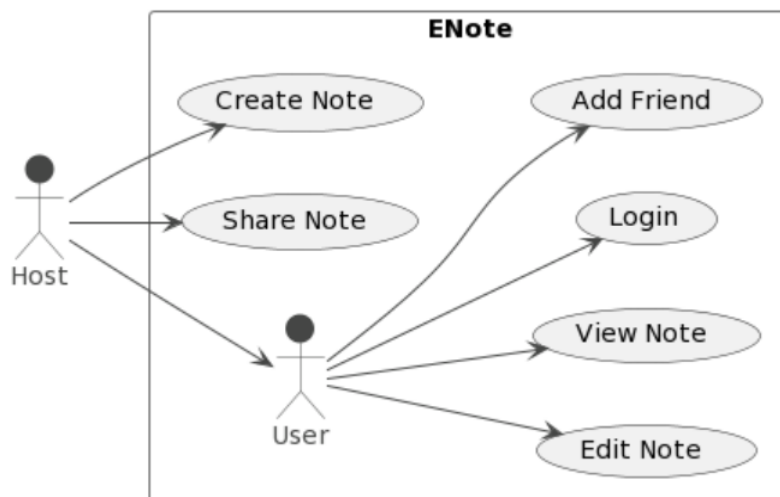 ENote
Create Note
Add Friend
Share Note
Login
Host
View Note
User
Edit Note